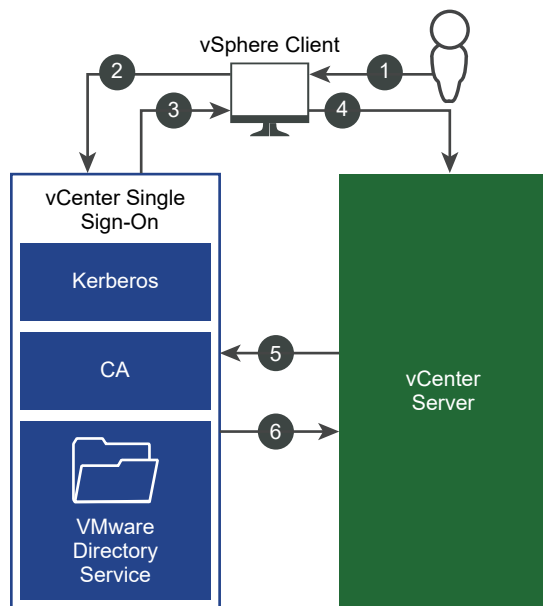 vSphere Client
2
1
3
4
vCenter Single
Sign-On
Kerberos
CA
5
vCenter
Server
6
VMware
Directory
Service